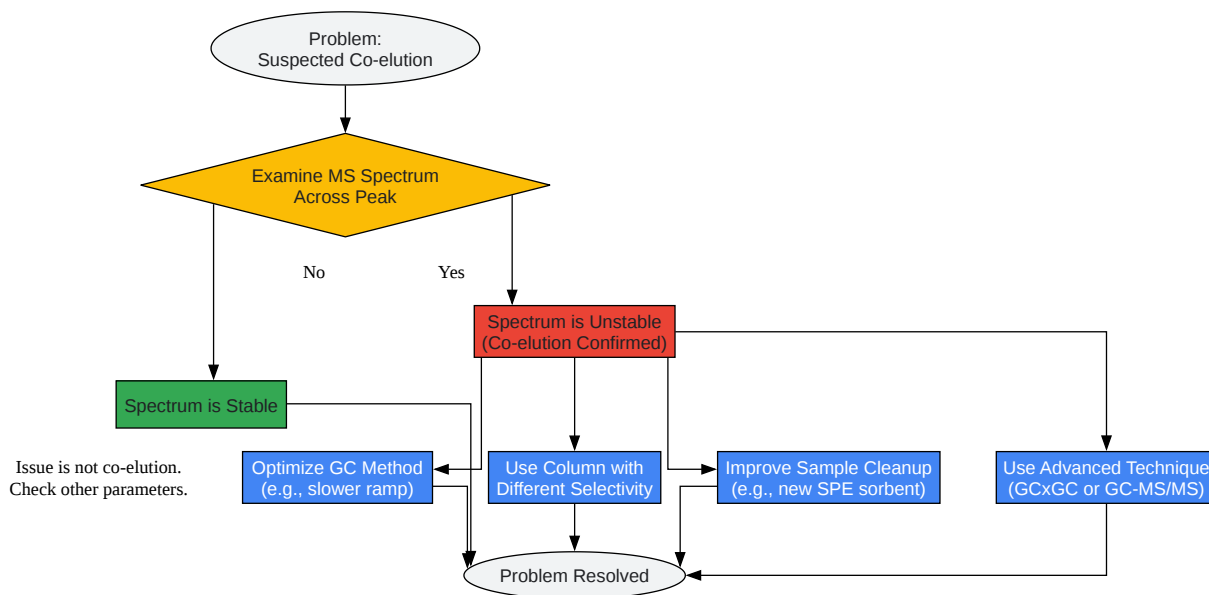 Problem:
Suspected Co-elution
Examine MS Spectrum
Across Peak
No
Yes
Spectrum is Unstable
(Co-elution Confirmed)
Spectrum is Stable
Issue is not co-elution.
Check other parameters.
Optimize GC Method
(e.g., slower ramp)
Use Column with
Different Selectivity
Improve Sample Cleanup
(e.g., new SPE sorbent)
Use Advanced Technique
(GCxGC or GC-MS/MS)
Problem Resolved